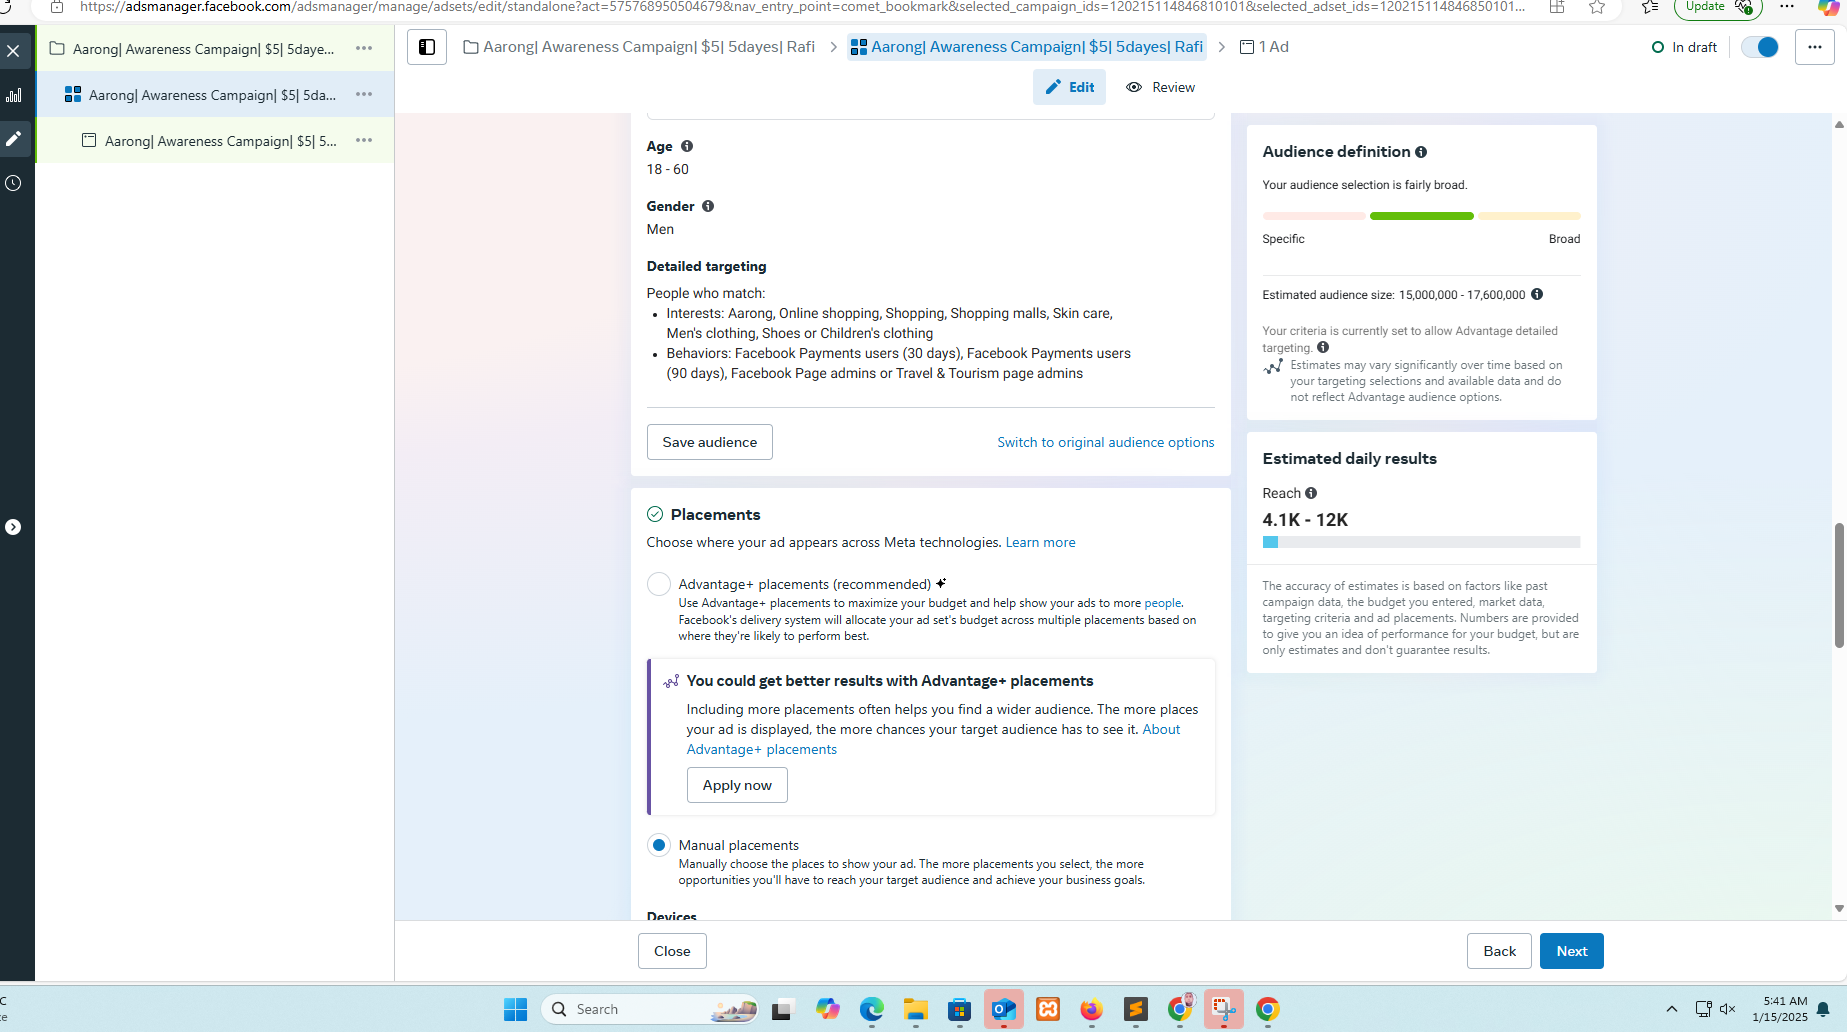 https://adsmanager.facebook.com/adsmanager/manage/adsets/edit/standalone?act=575768950504679&nav_entry_point=comet_bookmark&selected_campaign_ids=120215114846810101&selected_adset_ids=120215114846850101...
Update
Aarong| Awareness Campaign| $5| 5daye...
Aarong| Awareness Campaign| $5| 5da...
Aarong| Awareness Campaign| $5| 5...
Aarong| Awareness Campaign| $5| 5dayes| Rafi
Aarong| Awareness Campaign| $5| 5dayes| Rafi
1 Ad
In draft
Edit
Review
Age
18 - 60
Gender
Men
Detailed targeting
People who match:
• Interests: Aarong, Online shopping, Shopping, Shopping malls, Skin care,
Men's clothing, Shoes or Children's clothing
• Behaviors: Facebook Payments users (30 days), Facebook Payments users
(90 days), Facebook Page admins or Travel & Tourism page admins
Save audience
Switch to original audience options
Placements
Choose where your ad appears across Meta technologies. Learn more
Advantage+ placements (recommended)
Use Advantage+ placements to maximize your budget and help show your ads to more people.
Facebook's delivery system will allocate your ad set's budget across multiple placements based on
where they're likely to perform best.
You could get better results with Advantage+ placements
Including more placements often helps you find a wider audience. The more places
your ad is displayed, the more chances your target audience has to see it. About
Advantage+ placements
Apply now
Manual placements
Manually choose the places to show your ad. The more placements you select, the more
opportunities you'll have to reach your target audience and achieve your business goals.
Devices
Audience definition
Your audience selection is fairly broad.
Specific
Broad
Estimated audience size: 15,000,000 - 17,600,000
Your criteria is currently set to allow Advantage detailed
targeting.
Estimates may vary significantly over time based on
your targeting selections and available data and do
not reflect Advantage audience options.
Estimated daily results
Reach
4.1K - 12K
The accuracy of estimates is based on factors like past
campaign data, the budget you entered, market data,
targeting criteria and ad placements. Numbers are provided
to give you an idea of performance for your budget, but are
only estimates and don't guarantee results.
Close
Back
Next
Search
5:41 AM
1/15/2025